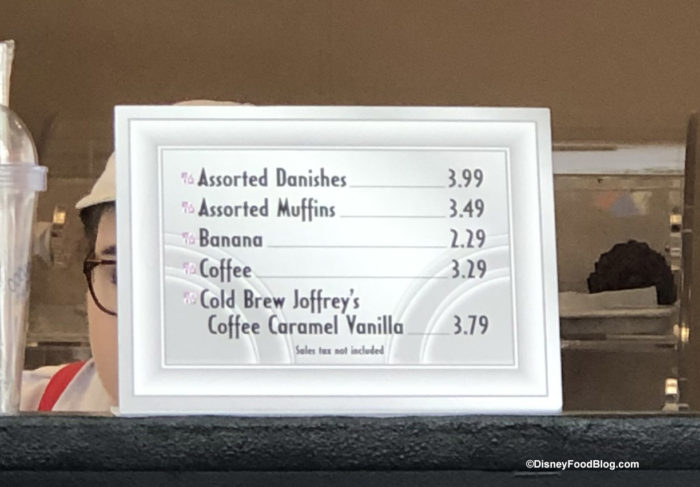 Assorted Danishes 3.99
Assorted Muffins 3.49
Banana 2.29
Coffee 3.29
Cold Brew Joffrey's
Coffee Caramel Vanilla 3.79
Sales tax not included
©DisneyFoodBlog.com